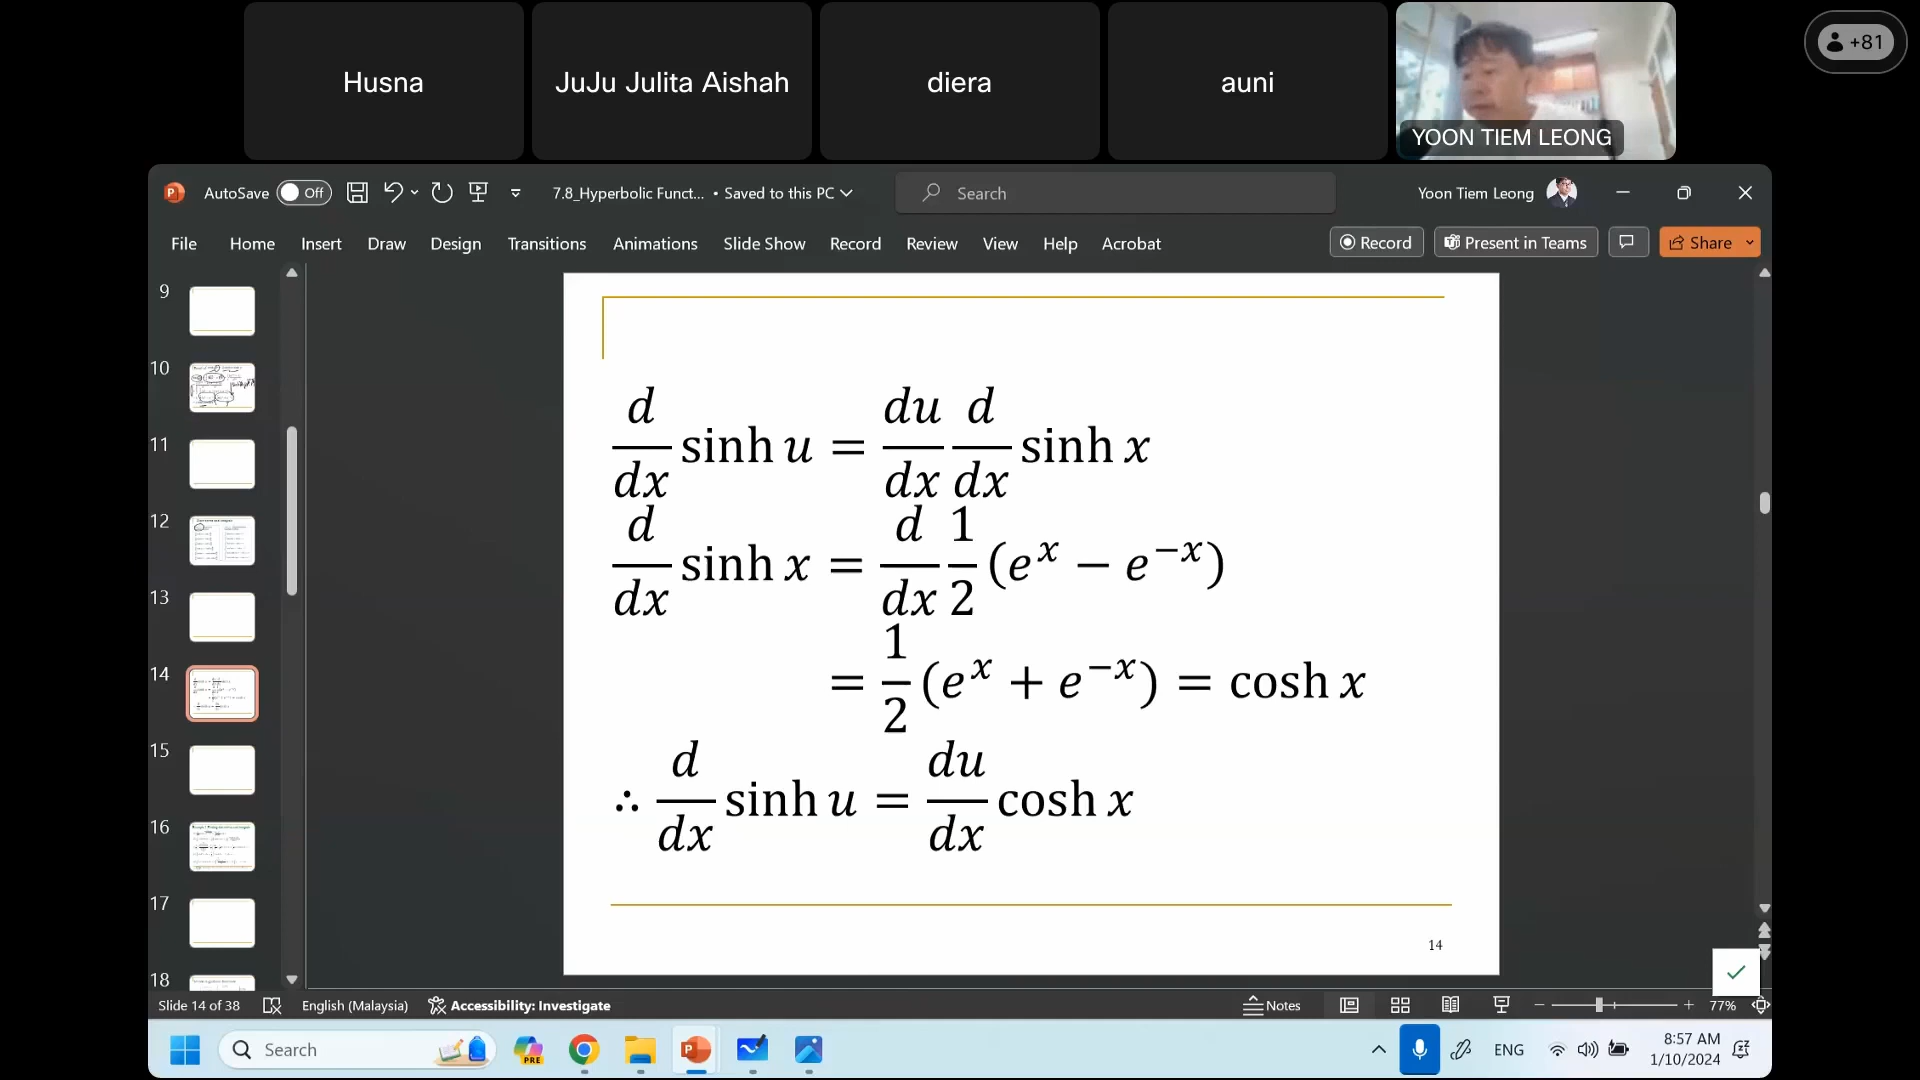 Husna
JuJu Julita Aishah
diera
auni
YOON TIEM LEONG
+81
AutoSave Off
7.8_Hyperbolic Funct... • Saved to this PC
Search
Yoon Tiem Leong
File Home Insert Draw Design Transitions Animations Slide Show Record Review View Help Acrobat
Record
Present in Teams
Share
9
10
11
12
13
14
15
16
17
18
d/dx sinh u = du/dx d/dx sinh x
d/dx sinh x = d/dx 1/2 (e^x − e^−x)
= 1/2 (e^x + e^−x) = cosh x
∴ d/dx sinh u = du/dx cosh x
14
Slide 14 of 38 English (Malaysia) Accessibility: Investigate Notes 77%
Search
PRE
ENG
8:57 AM
1/10/2024